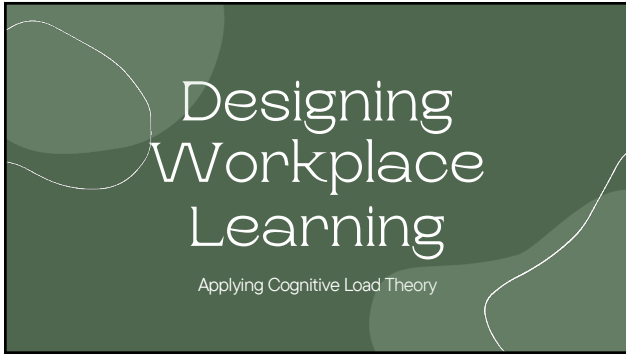 Designing
Workplace
Learning
Applying Cognitive Load Theory